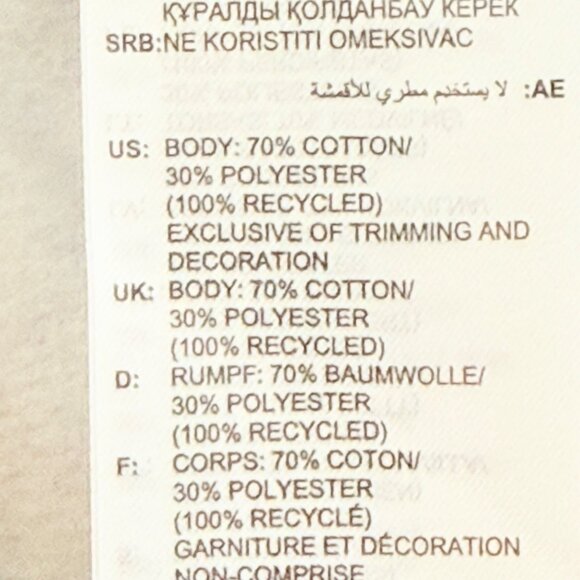 ҚҰРАЛДЫ ҚОЛДАНБАУ КЕРЕК
SRB:NE KORISTITI OMEKSIVAC
AE: لا يستخدم مطري للأقمشة
US: BODY: 70% COTTON/
30% POLYESTER
(100% RECYCLED)
EXCLUSIVE OF TRIMMING AND
DECORATION
UK: BODY: 70% COTTON/
30% POLYESTER
(100% RECYCLED)
D: RUMPF: 70% BAUMWOLLE/
30% POLYESTER
(100% RECYCLED)
F: CORPS: 70% COTON/
30% POLYESTER
(100% RECYCLÉ)
GARNITURE ET DÉCORATION
NON-COMPRISE